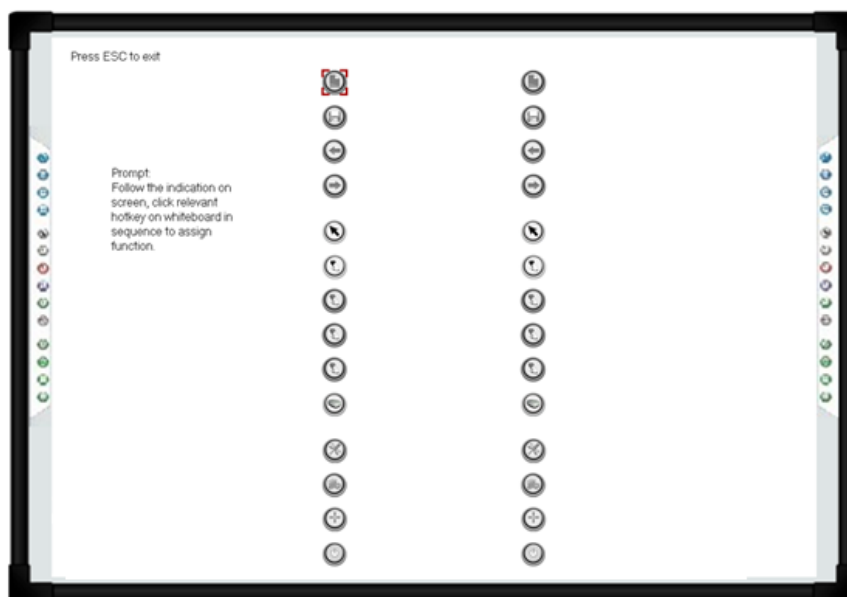 Press ESC to exit
Prompt:
Follow the indication on
screen, click relevant
hotkey on whiteboard in
sequence to assign
function.